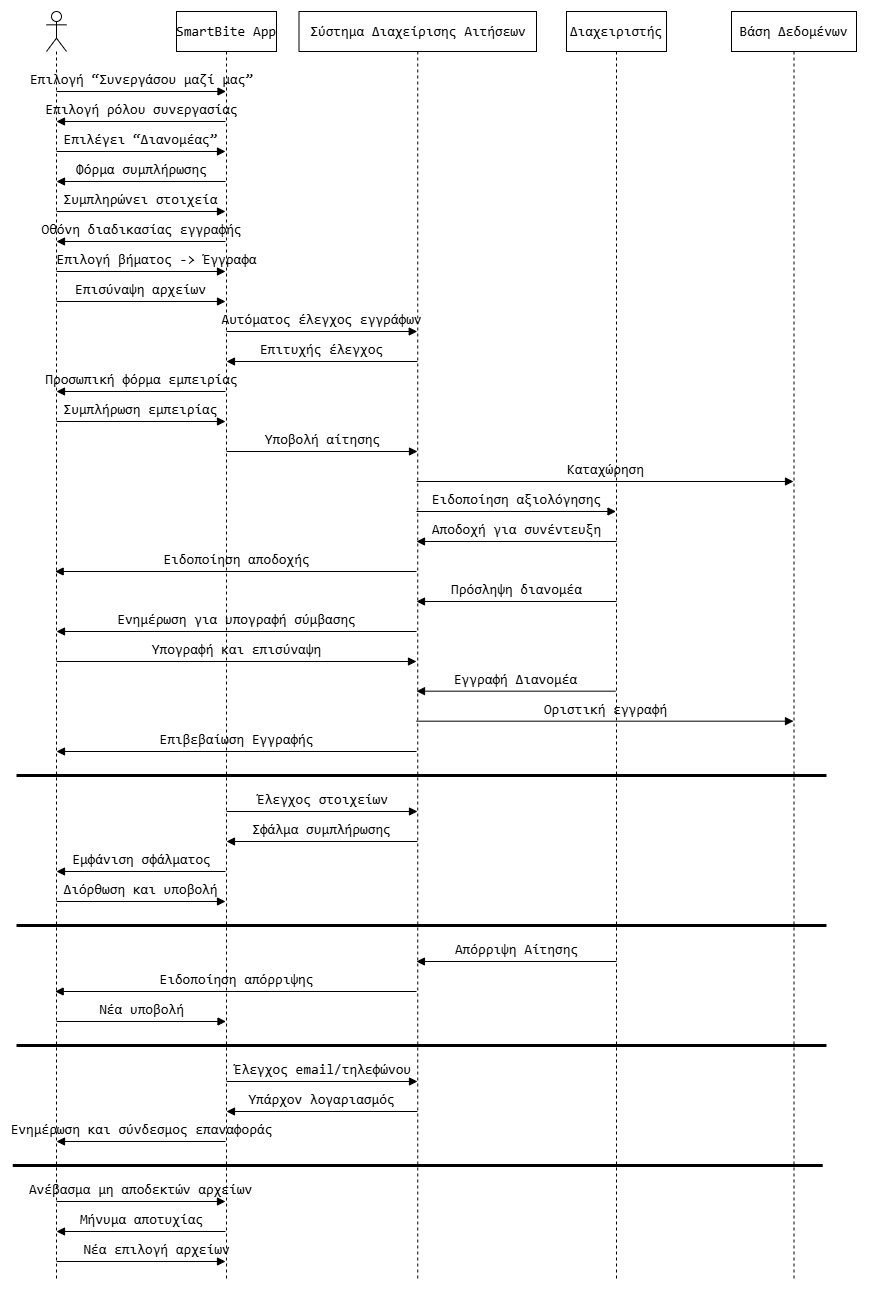 SmartBite App
Σύστημα Διαχείρισης Αιτήσεων
Διαχειριστής
Βάση Δεδομένων
Επιλογή “Συνεργάσου μαζί μας”
Επιλογή ρόλου συνεργασίας
Επιλέγει “Διανομέας”
Φόρμα συμπλήρωσης
Συμπληρώνει στοιχεία
Οθόνη διαδικασίας εγγραφής
Επιλογή βήματος -> Έγγραφα
Επισύναψη αρχείων
Αυτόματος έλεγχος εγγράφων
Επιτυχής έλεγχος
Προσωπική φόρμα εμπειρίας
Συμπλήρωση εμπειρίας
Υποβολή αίτησης
Καταχώρηση
Ειδοποίηση αξιολόγησης
Αποδοχή για συνέντευξη
Ειδοποίηση αποδοχής
Πρόσληψη διανομέα
Ενημέρωση για υπογραφή σύμβασης
Υπογραφή και επισύναψη
Εγγραφή Διανομέα
Οριστική εγγραφή
Επιβεβαίωση Εγγραφής
Έλεγχος στοιχείων
Σφάλμα συμπλήρωσης
Εμφάνιση σφάλματος
Διόρθωση και υποβολή
Απόρριψη Αίτησης
Ειδοποίηση απόρριψης
Νέα υποβολή
Έλεγχος email/τηλεφώνου
Υπάρχον λογαριασμός
Ενημέρωση και σύνδεσμος επαναφοράς
Ανέβασμα μη αποδεκτών αρχείων
Μήνυμα αποτυχίας
Νέα επιλογή αρχείων